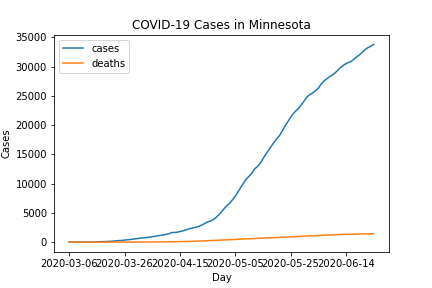 COVID-19 Cases in Minnesota
35000
30000
25000
20000
15000
10000
5000
0
cases
deaths
Cases
2020-03-06 2020-03-26 2020-04-15 2020-05-05 2020-05-25 2020-06-14
Day